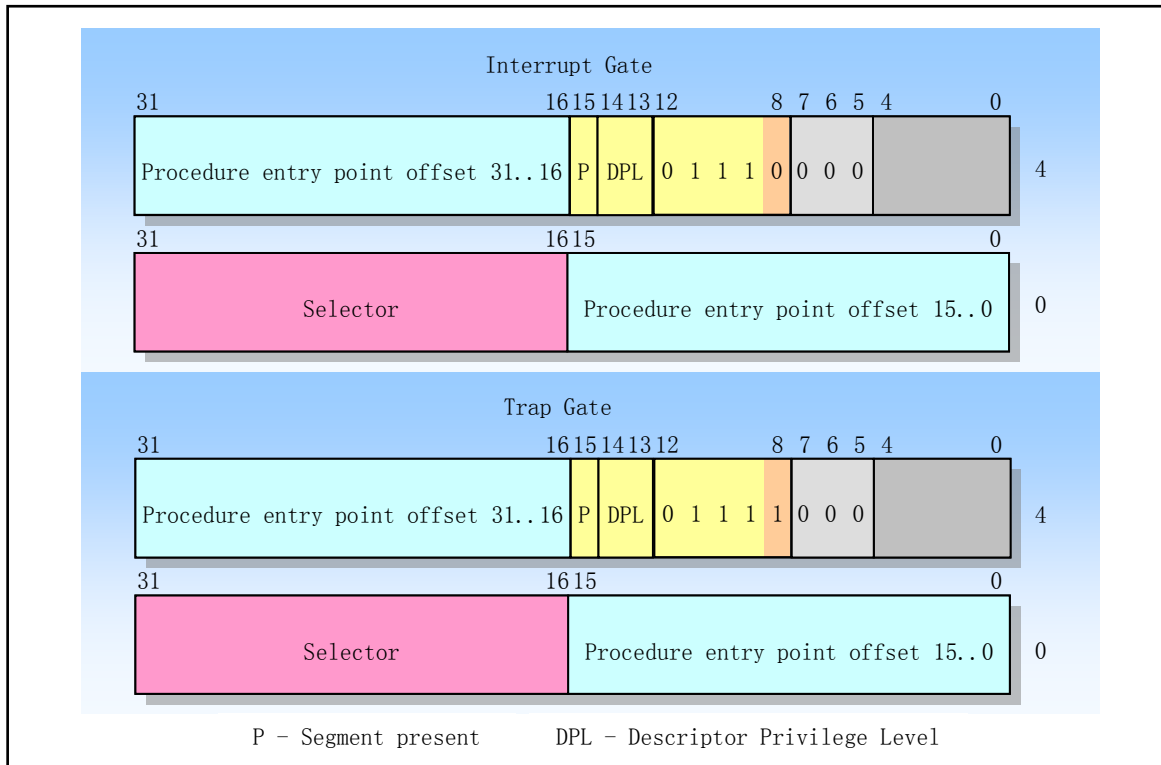 Interrupt Gate
31 16 15 14 13 12 8 7 6 5 4 0
Procedure entry point offset 31..16 P DPL 0 1 1 1 0 0 0 0 4
31 16 15 0
Selector Procedure entry point offset 15..0 0
Trap Gate
31 16 15 14 13 12 8 7 6 5 4 0
Procedure entry point offset 31..16 P DPL 0 1 1 1 1 0 0 0 4
31 16 15 0
Selector Procedure entry point offset 15..0 0
P - Segment present DPL - Descriptor Privilege Level